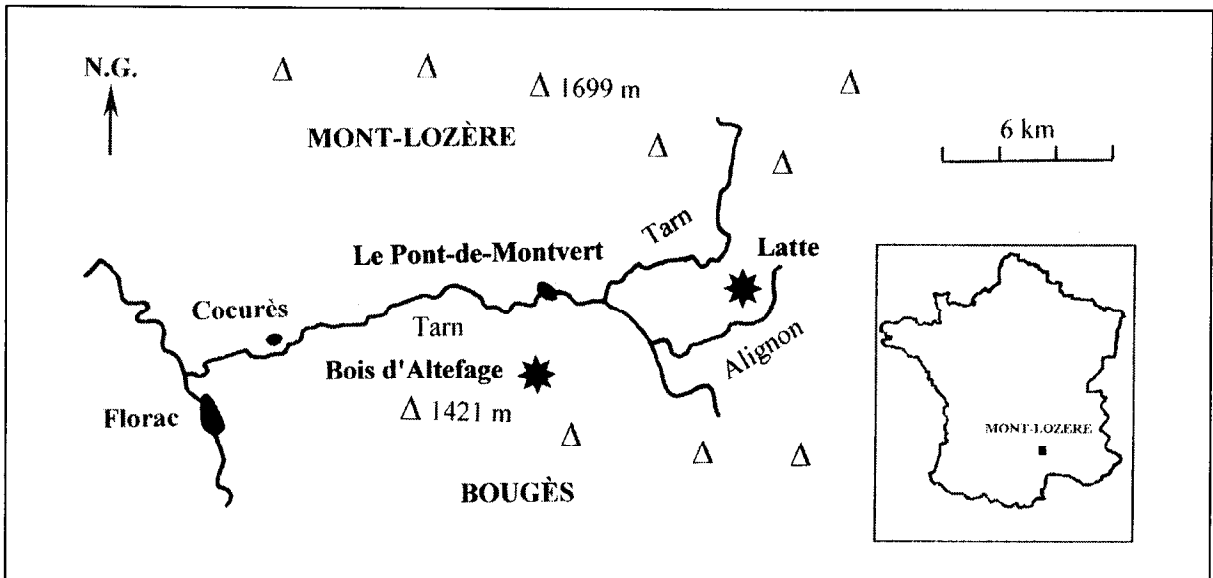 N.G.
Δ 1699 m
MONT-LOZÈRE
6 km
Tarn
Le Pont-de-Montvert
Latte
Cocurès
Tarn
Alignon
Bois d'Altefage
Δ 1421 m
Florac
BOUGÈS
MONT-LOZERE